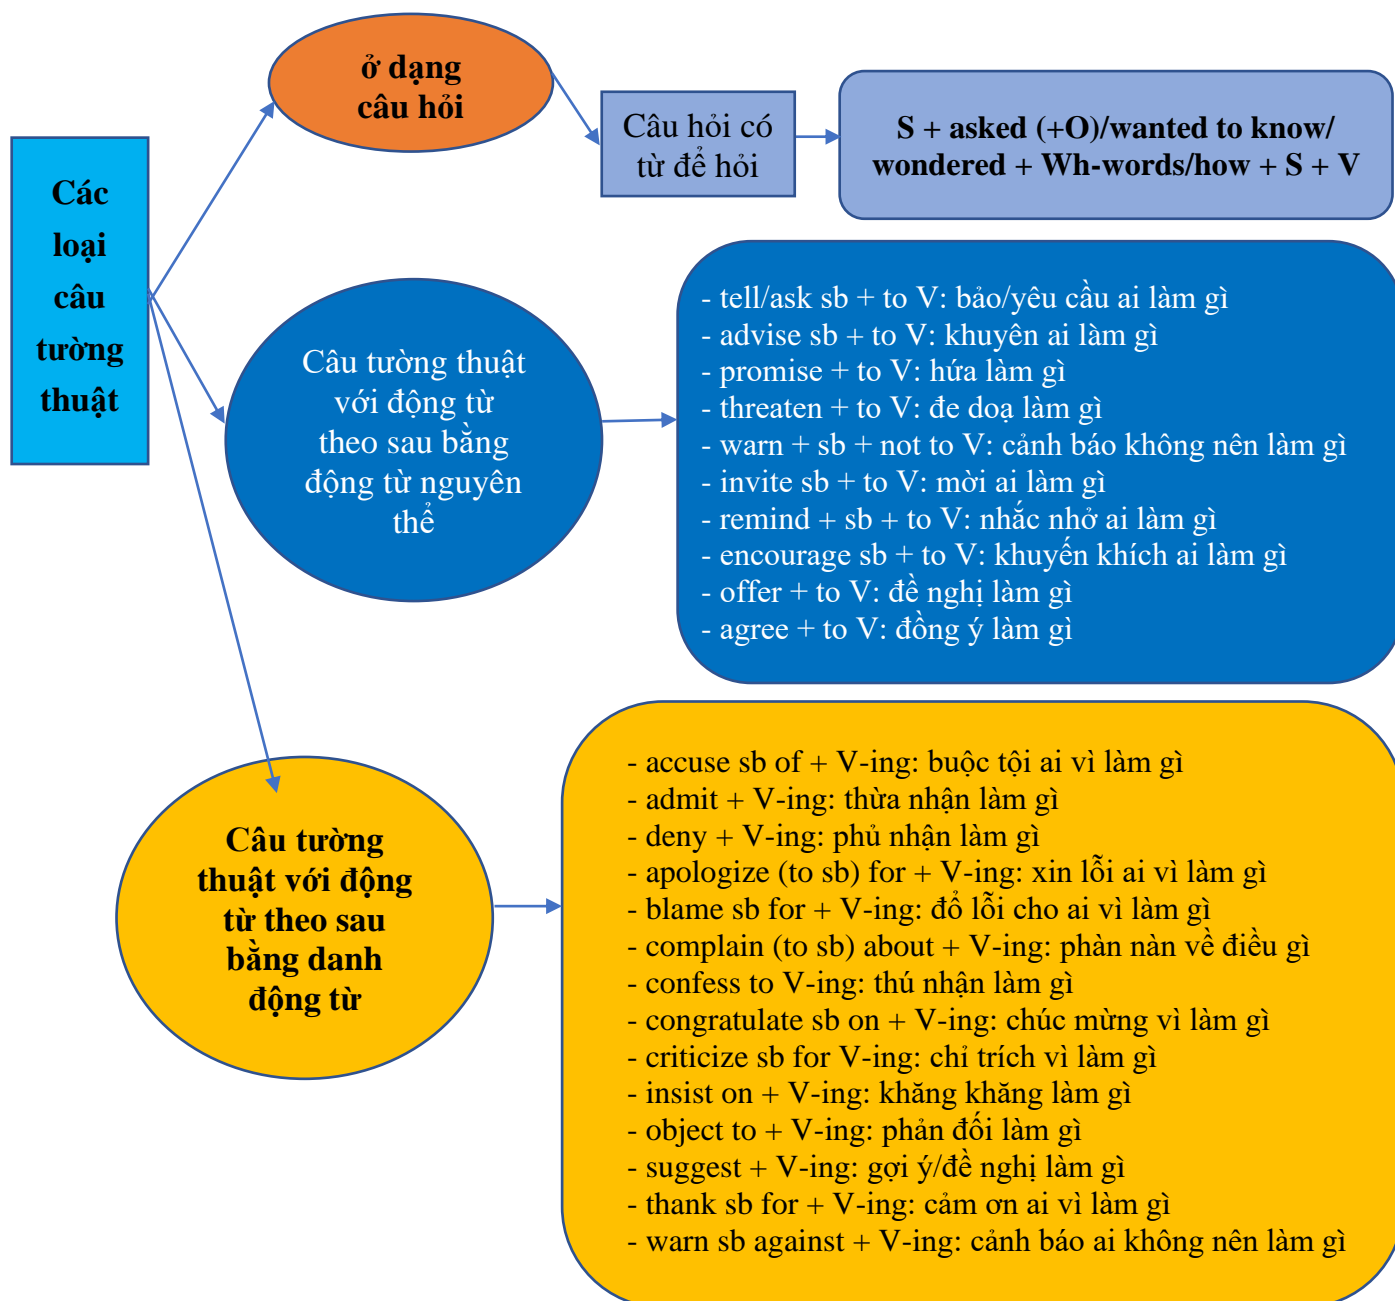 Các
loại
câu
tường
thuật
ở dạng
câu hỏi
Câu hỏi có
từ để hỏi
S + asked (+O)/wanted to know/
wondered + Wh-words/how + S + V
Câu tường thuật
với động từ
theo sau bằng
động từ nguyên
thể
- tell/ask sb + to V: bảo/yêu cầu ai làm gì
- advise sb + to V: khuyên ai làm gì
- promise + to V: hứa làm gì
- threaten + to V: đe doạ làm gì
- warn + sb + not to V: cảnh báo không nên làm gì
- invite sb + to V: mời ai làm gì
- remind + sb + to V: nhắc nhở ai làm gì
- encourage sb + to V: khuyến khích ai làm gì
- offer + to V: đề nghị làm gì
- agree + to V: đồng ý làm gì
Câu tường
thuật với động
từ theo sau
bằng danh
động từ
- accuse sb of + V-ing: buộc tội ai vì làm gì
- admit + V-ing: thừa nhận làm gì
- deny + V-ing: phủ nhận làm gì
- apologize (to sb) for + V-ing: xin lỗi ai vì làm gì
- blame sb for + V-ing: đổ lỗi cho ai vì làm gì
- complain (to sb) about + V-ing: phàn nàn về điều gì
- confess to V-ing: thú nhận làm gì
- congratulate sb on + V-ing: chúc mừng vì làm gì
- criticize sb for V-ing: chỉ trích vì làm gì
- insist on + V-ing: khăng khăng làm gì
- object to + V-ing: phản đối làm gì
- suggest + V-ing: gợi ý/đề nghị làm gì
- thank sb for + V-ing: cảm ơn ai vì làm gì
- warn sb against + V-ing: cảnh báo ai không nên làm gì